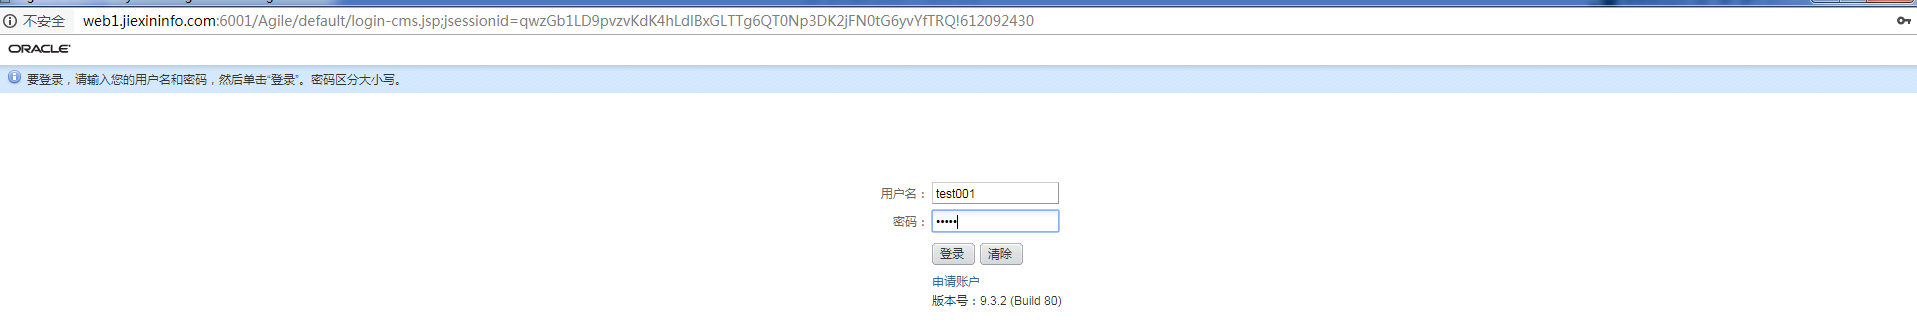 不安全 web1.jiexininfo.com:6001/Agile/default/login-cms.jsp;jsessionid=qwzGb1LD9pvzvKdK4hLdlBxGLTTg6QT0Np3DK2jFN0tG6yvYfTRQ!612092430
ORACLE
要登录，请输入您的用户名和密码，然后单击“登录”。密码区分大小写。
用户名： test001
密码： •••••
登录 清除
申请账户
版本号：9.3.2 (Build 80)